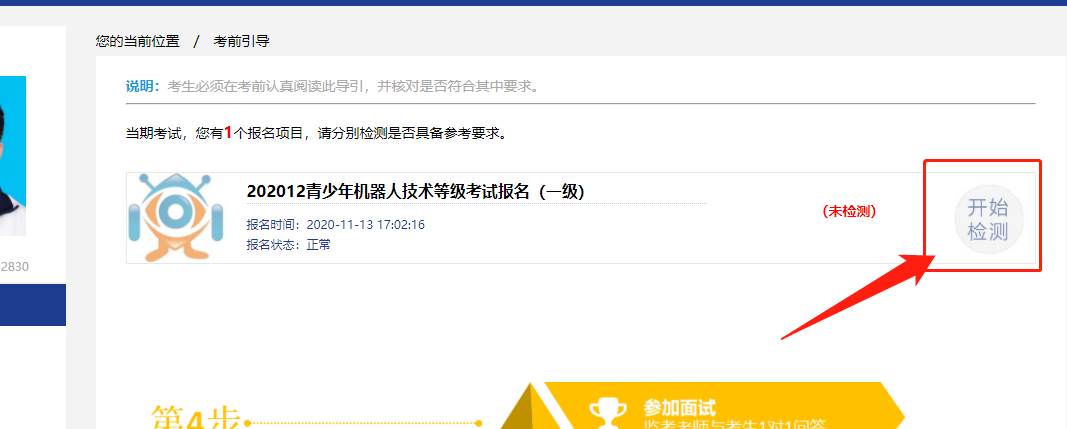 您的当前位置 / 考前引导
说明：考生必须在考前认真阅读此导引，并核对是否符合其中要求。
当期考试，您有1个报名项目，请分别检测是否具备参考要求。
202012青少年机器人技术等级考试报名（一级）
报名时间：2020-11-13 17:02:16
报名状态：正常
（未检测）
开始
检测
2830
第4步
参加面试
监考老师与考生1对1问答